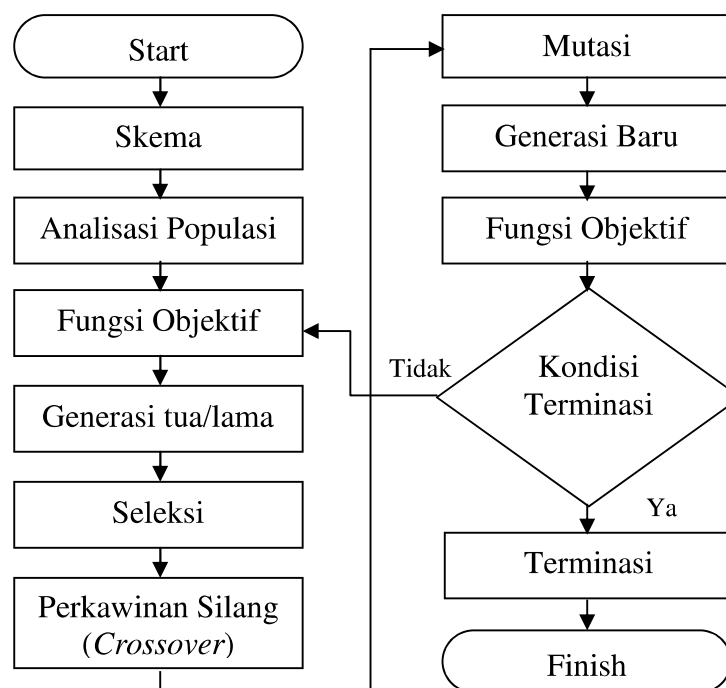 Start
Skema
Analisasi Populasi
Fungsi Objektif
Generasi tua/lama
Seleksi
Perkawinan Silang
(Crossover)
Mutasi
Generasi Baru
Fungsi Objektif
Tidak
Kondisi
Terminasi
Ya
Terminasi
Finish